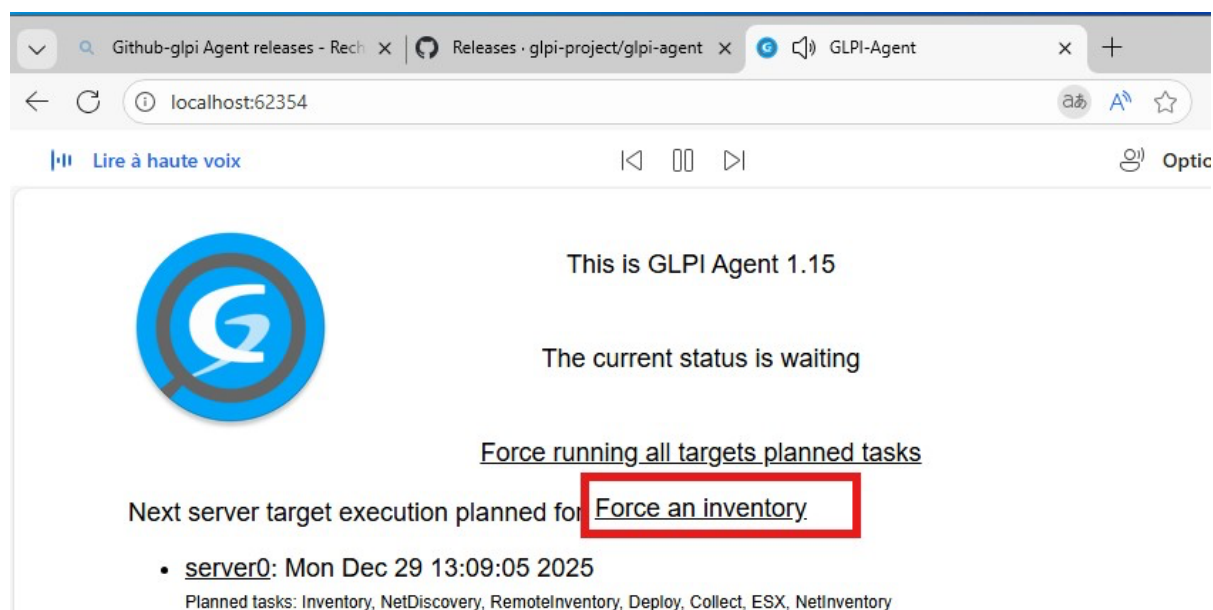 Github-glpi Agent releases - Rech
Releases · glpi-project/glpi-agent
GLPI-Agent
localhost:62354
aあ
A
Lire à haute voix
Optio
This is GLPI Agent 1.15
The current status is waiting
Force running all targets planned tasks
Next server target execution planned for Force an inventory
• server0: Mon Dec 29 13:09:05 2025
Planned tasks: Inventory, NetDiscovery, RemoteInventory, Deploy, Collect, ESX, NetInventory